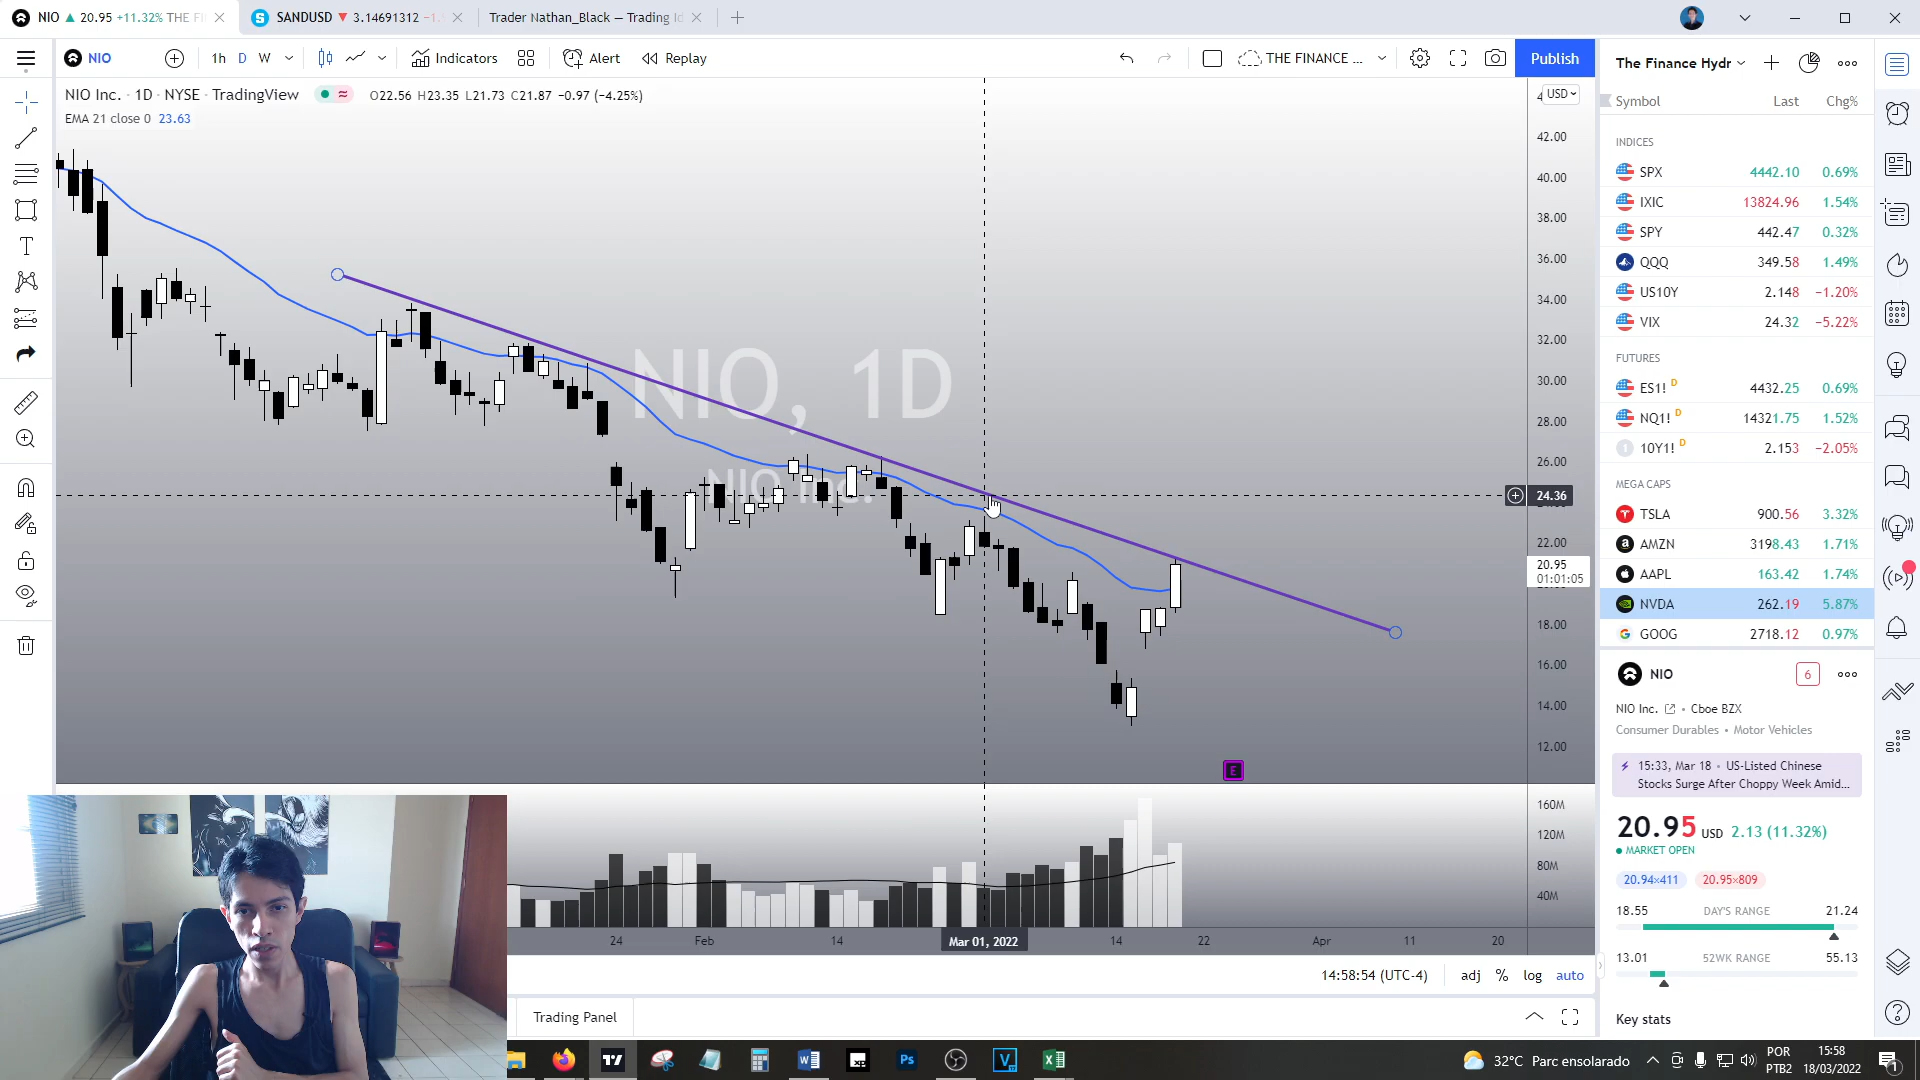 NIO ▲ 20.95 +11.32% THE FI
SANDUSD ▼ 3.14691312 −1.
Trader Nathan_Black — Trading Id
NIO
1h D W
Indicators
Alert
Replay
THE FINANCE ...
Publish
NIO Inc. · 1D · NYSE · TradingView
O22.56 H23.35 L21.73 C21.87 −0.97 (−4.25%)
EMA 21 close 0 23.63
USD
42.00
40.00
38.00
36.00
34.00
32.00
30.00
28.00
26.00
24.36
22.00
20.95
01:01:05
18.00
16.00
14.00
12.00
NIO, 1D
NIO Inc.
E
160M
120M
80M
40M
24 Feb 14 Mar 01, 2022 14 22 Apr 11 20
14:58:54 (UTC-4) adj % log auto
Trading Panel
The Finance Hydr
Symbol Last Chg%
INDICES
SPX 4442.10 0.69%
IXIC 13824.96 1.54%
SPY 442.47 0.32%
QQQ 349.58 1.49%
US10Y 2.148 −1.20%
VIX 24.32 −5.22%
FUTURES
ES1! D 4432.25 0.69%
NQ1! D 14321.75 1.52%
10Y1! D 2.153 −2.05%
MEGA CAPS
TSLA 900.56 3.32%
AMZN 3198.43 1.71%
AAPL 163.42 1.74%
NVDA 262.19 5.87%
GOOG 2718.12 0.97%
NIO 6
NIO Inc. • Cboe BZX
Consumer Durables • Motor Vehicles
15:33, Mar 18 • US-Listed Chinese
Stocks Surge After Choppy Week Amid...
20.95 USD 2.13 (11.32%)
MARKET OPEN
20.94×411 20.95×809
18.55 DAY'S RANGE 21.24
13.01 52WK RANGE 55.13
Key stats
32°C Parc ensolarado
POR
PTB2
15:58
18/03/2022
1